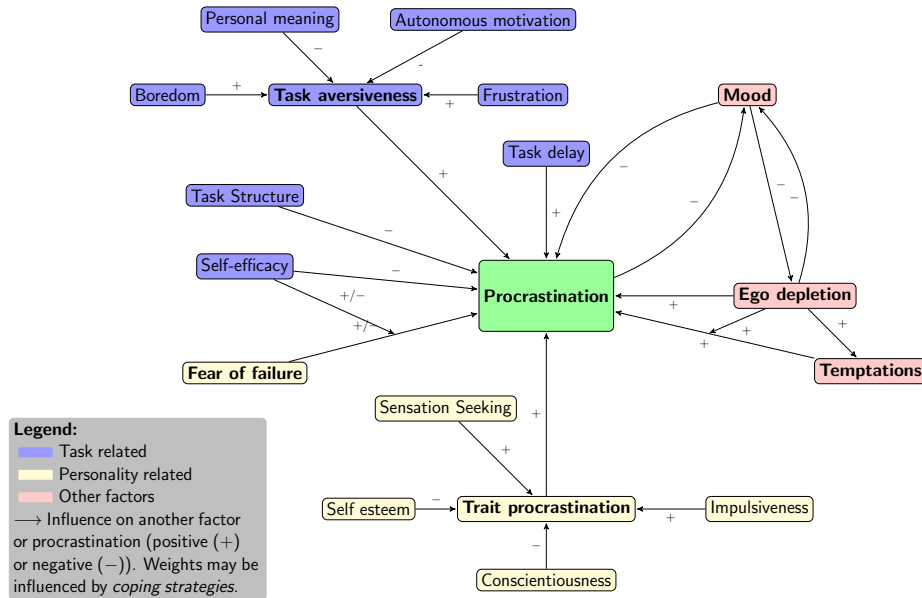 Personal meaning
Autonomous motivation
−
-
Boredom
+
Task aversiveness
+
Frustration
Mood
Task delay
+
−
−
−
−
Task Structure
+
−
Self-efficacy
−
Procrastination
Ego depletion
+/−
+
+/−
+
+
+
Fear of failure
Temptations
Sensation Seeking
+
+
Self esteem
−
Trait procrastination
+
Impulsiveness
−
Conscientiousness
Legend:
Task related
Personality related
Other factors
⟶ Influence on another factor
or procrastination (positive (+)
or negative (−)). Weights may be
influenced by coping strategies.